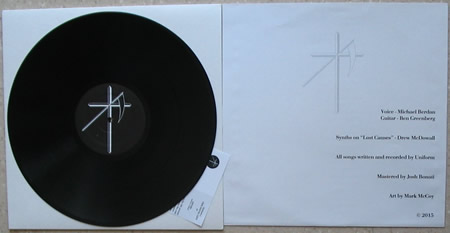 Voice - Michael Berdan
Guitar - Ben Greenberg
Synths on "Lost Causes" - Drew McDowall
All songs written and recorded by Uniform
Mastered by Josh Bonati
Art by Mark McCoy
© 2015